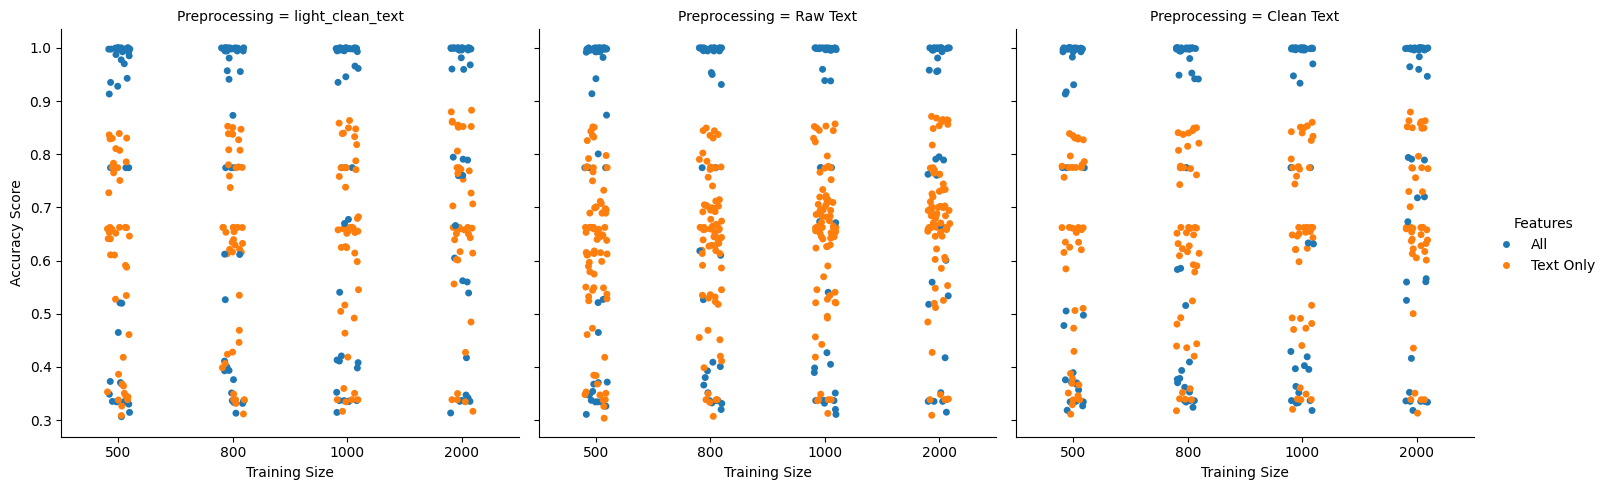 Preprocessing = light_clean_text
Preprocessing = Raw Text
Preprocessing = Clean Text
Accuracy Score
1.0
0.9
0.8
0.7
0.6
0.5
0.4
0.3
500 800 1000 2000
500 800 1000 2000
500 800 1000 2000
Training Size
Training Size
Training Size
Features
All
Text Only